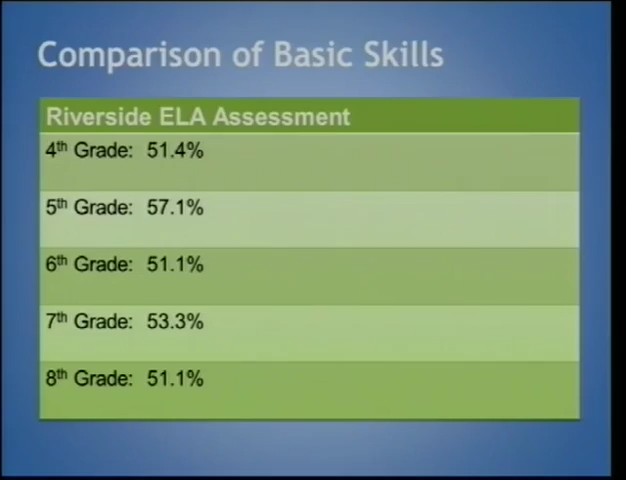 Comparison of Basic Skills
Riverside ELA Assessment
4th Grade: 51.4%
5th Grade: 57.1%
6th Grade: 51.1%
7th Grade: 53.3%
8th Grade: 51.1%